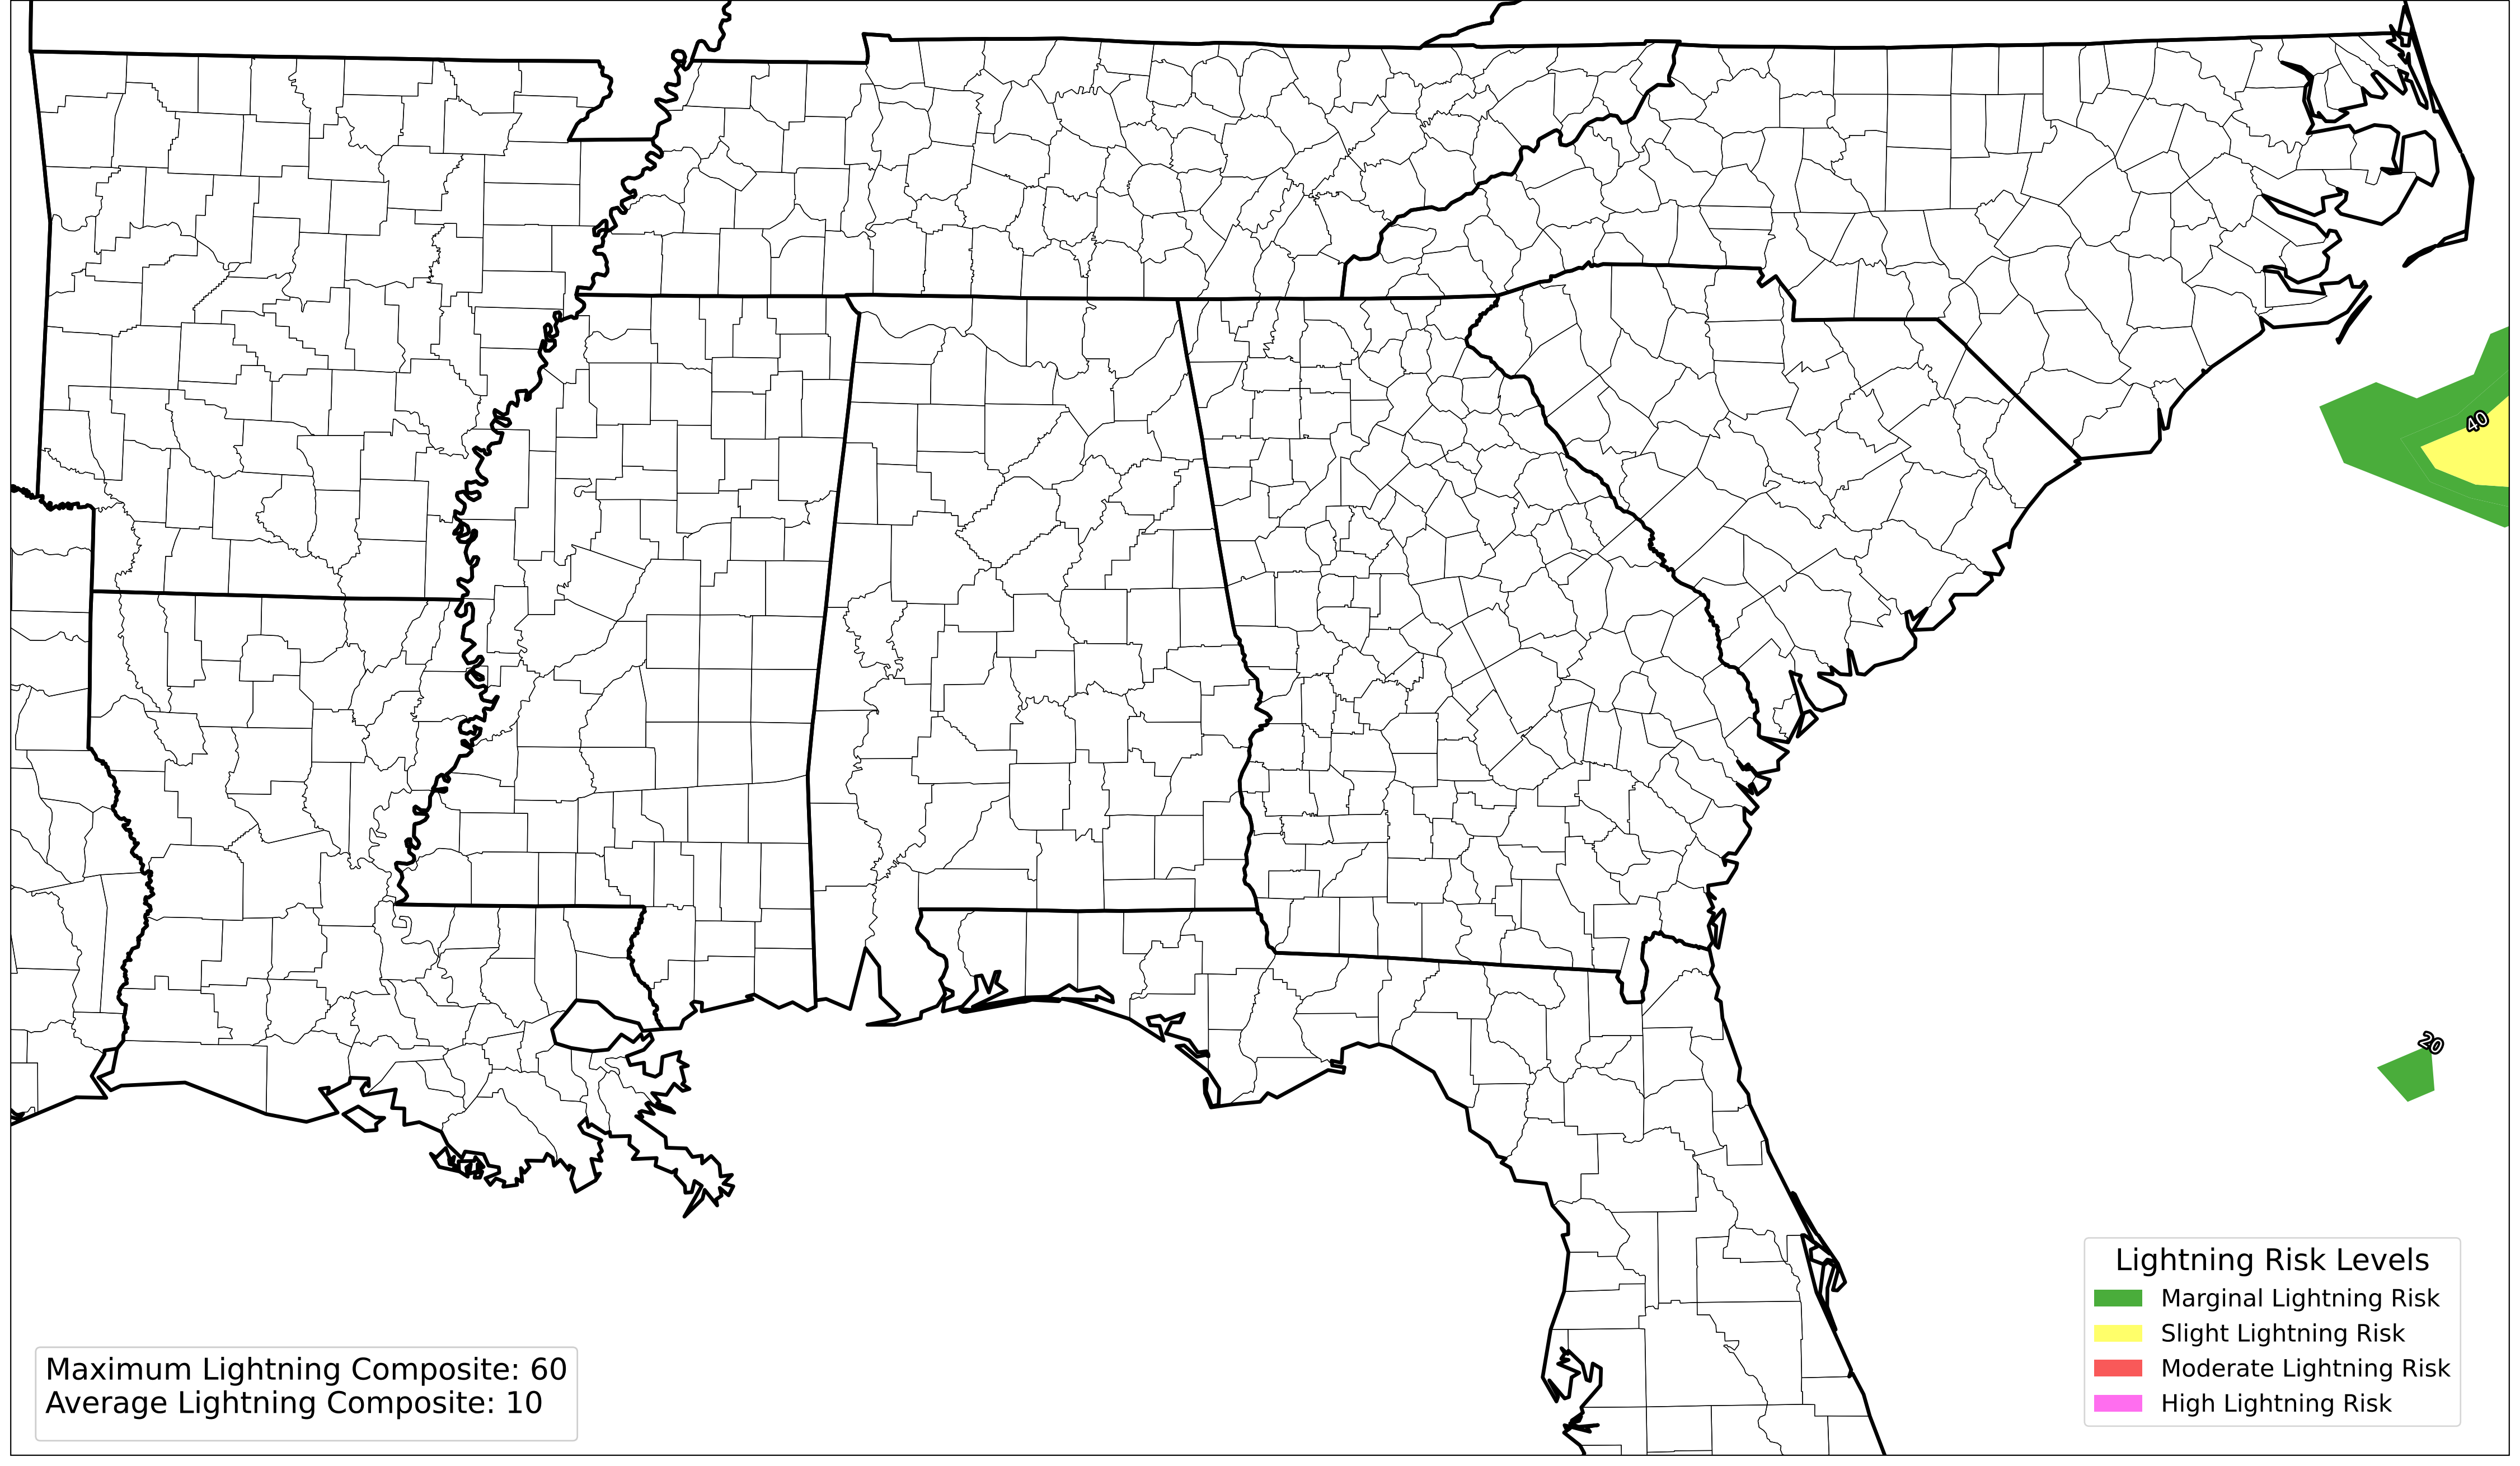 40
20
Lightning Risk Levels
Marginal Lightning Risk
Slight Lightning Risk
Moderate Lightning Risk
High Lightning Risk
Maximum Lightning Composite: 60
Average Lightning Composite: 10